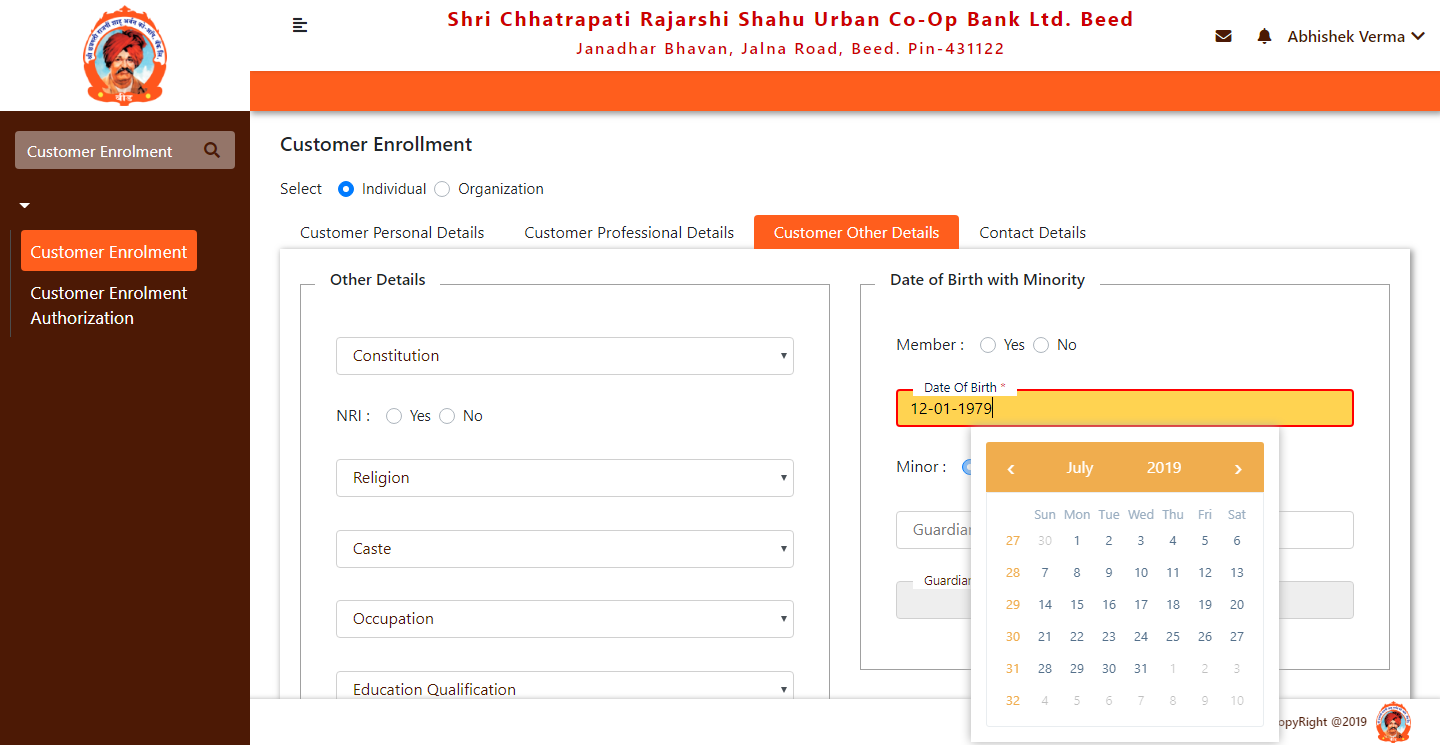 Shri Chhatrapati Rajarshi Shahu Urban Co-Op Bank Ltd. Beed
Janadhar Bhavan, Jalna Road, Beed. Pin-431122
Abhishek Verma
बीड
Customer Enrolment
Customer Enrolment
Customer Enrolment
Authorization
Customer Enrollment
Select Individual Organization
Customer Personal Details Customer Professional Details Customer Other Details Contact Details
Other Details
Constitution
NRI : Yes No
Religion
Caste
Occupation
Education Qualification
Date of Birth with Minority
Member : Yes No
Date Of Birth *
12-01-1979
Minor :
Guardia
Guardian
‹ July 2019 ›
Sun Mon Tue Wed Thu Fri Sat
27 30 1 2 3 4 5 6
28 7 8 9 10 11 12 13
29 14 15 16 17 18 19 20
30 21 22 23 24 25 26 27
31 28 29 30 31 1 2 3
32 4 5 6 7 8 9 10
opyRight @2019